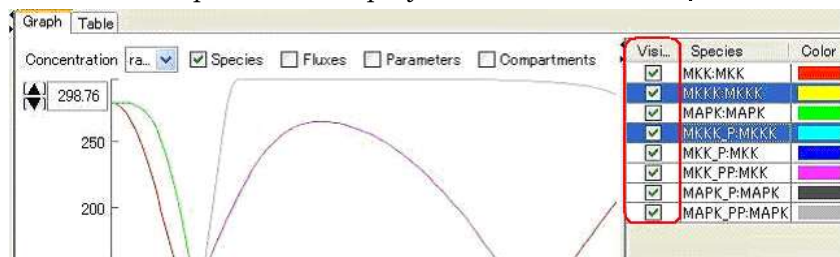 Graph Table
Concentration ra... Species Fluxes Parameters Compartments
298.76
250
200
Visi... Species Color
MKK:MKK
MKKK:MKKK
MAPK:MAPK
MKKK_P:MKKK
MKK_P:MKK
MKK_PP:MKK
MAPK_P:MAPK
MAPK_PP:MAPK